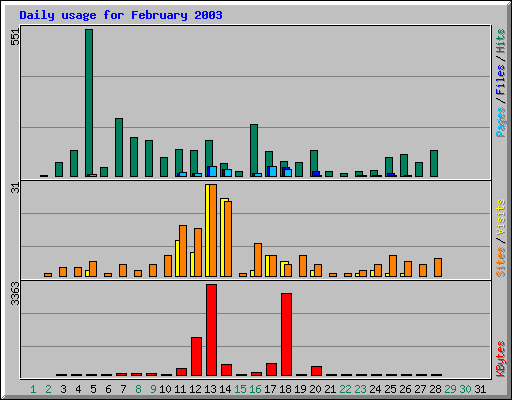 Daily usage for February 2003
551
Pages / Files / Hits
31
Sites / Visits
3363
KBytes
1 2 3 4 5 6 7 8 9 10 11 12 13 14 15 16 17 18 19 20 21 22 23 24 25 26 27 28 29 30 31